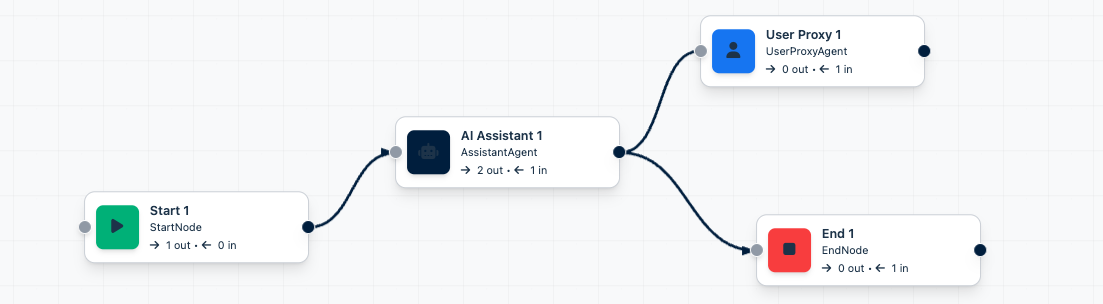 User Proxy 1
UserProxyAgent
→ 0 out • ← 1 in
AI Assistant 1
AssistantAgent
→ 2 out • ← 1 in
Start 1
StartNode
→ 1 out • ← 0 in
End 1
EndNode
→ 0 out • ← 1 in